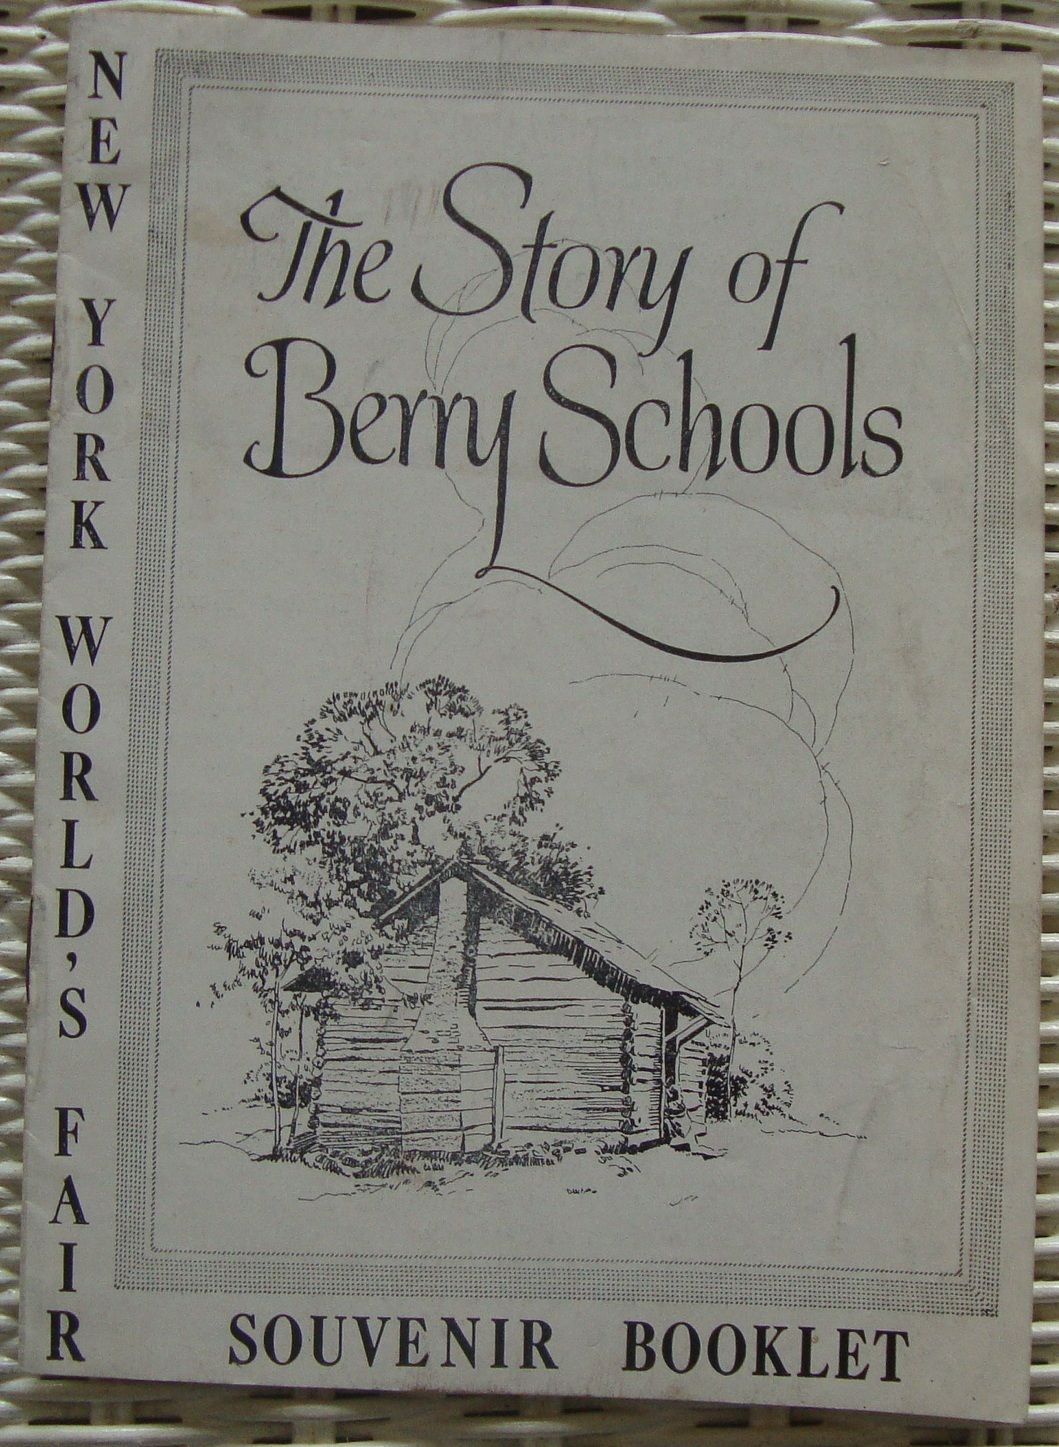 NEW YORK WORLD'S FAIR
The Story of
Berry Schools
SOUVENIR BOOKLET